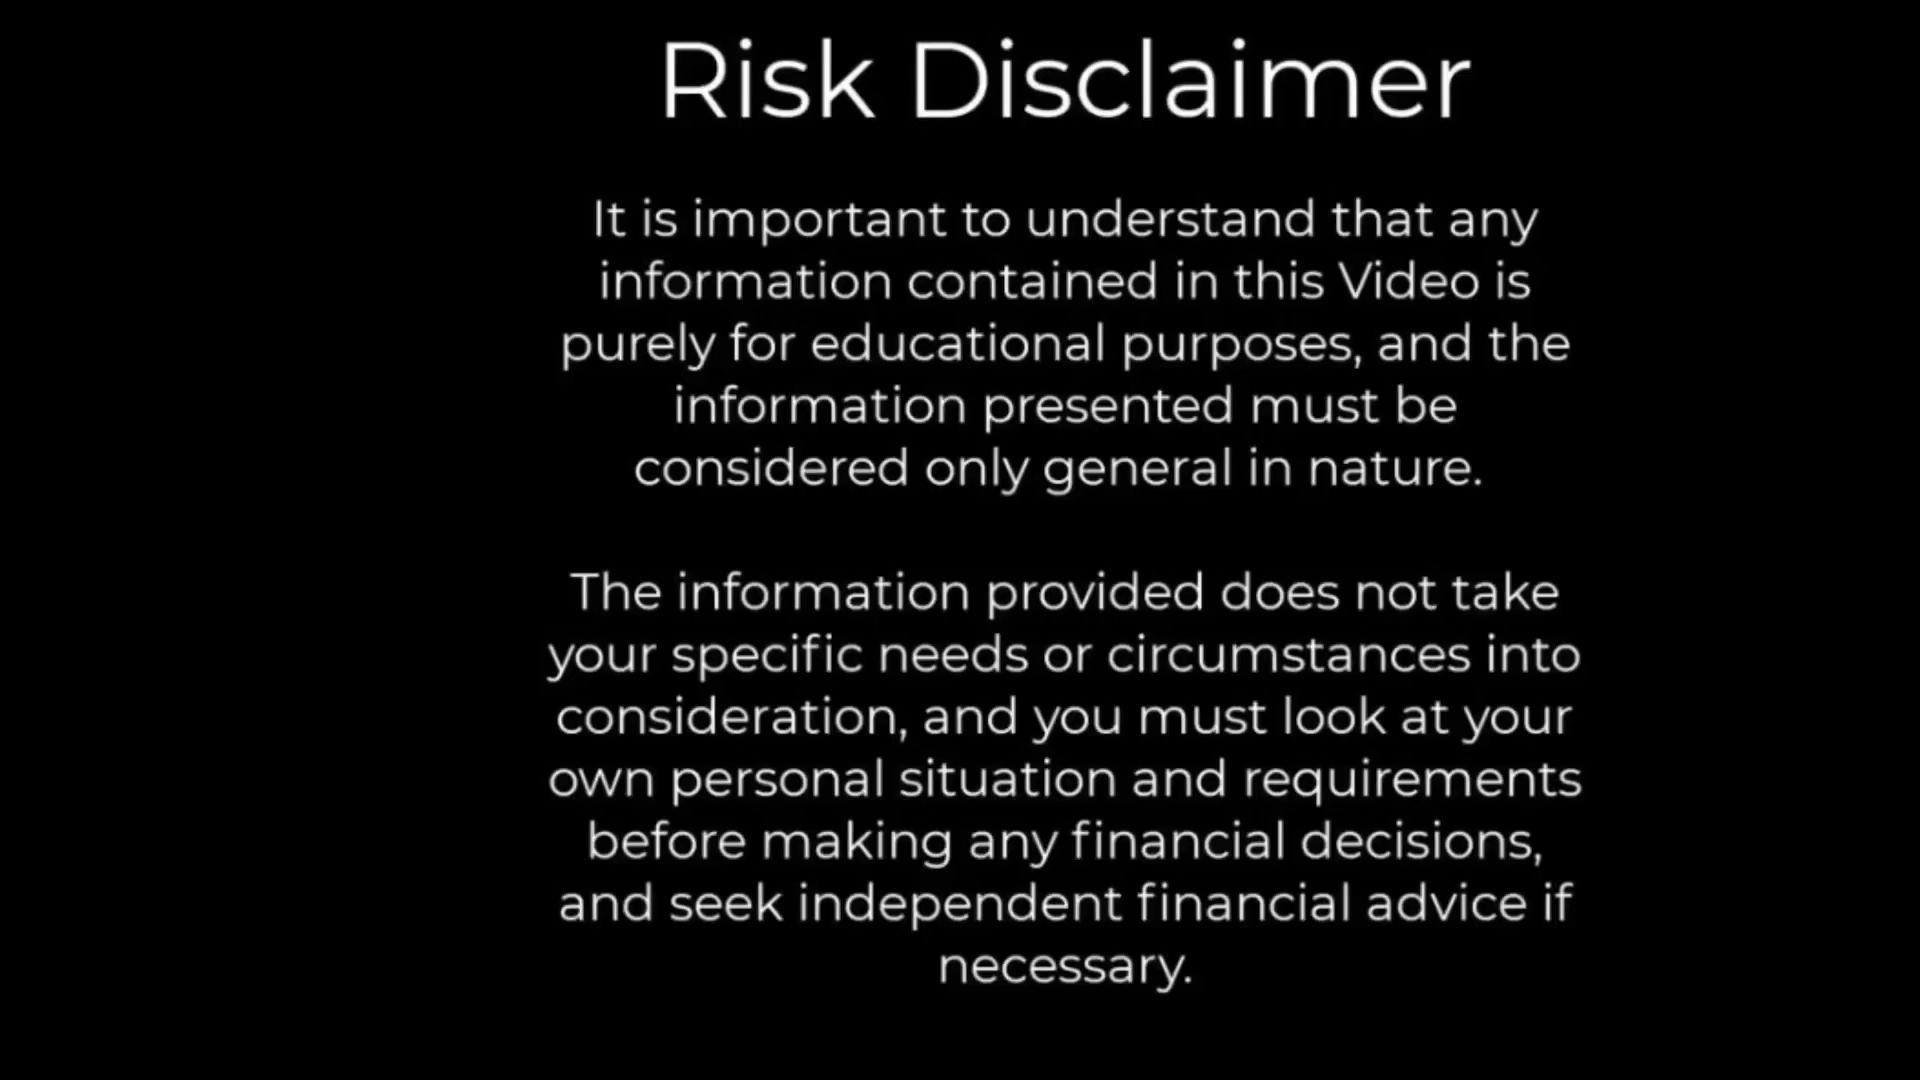 Risk Disclaimer
It is important to understand that any
information contained in this Video is
purely for educational purposes, and the
information presented must be
considered only general in nature.
The information provided does not take
your specific needs or circumstances into
consideration, and you must look at your
own personal situation and requirements
before making any financial decisions,
and seek independent financial advice if
necessary.